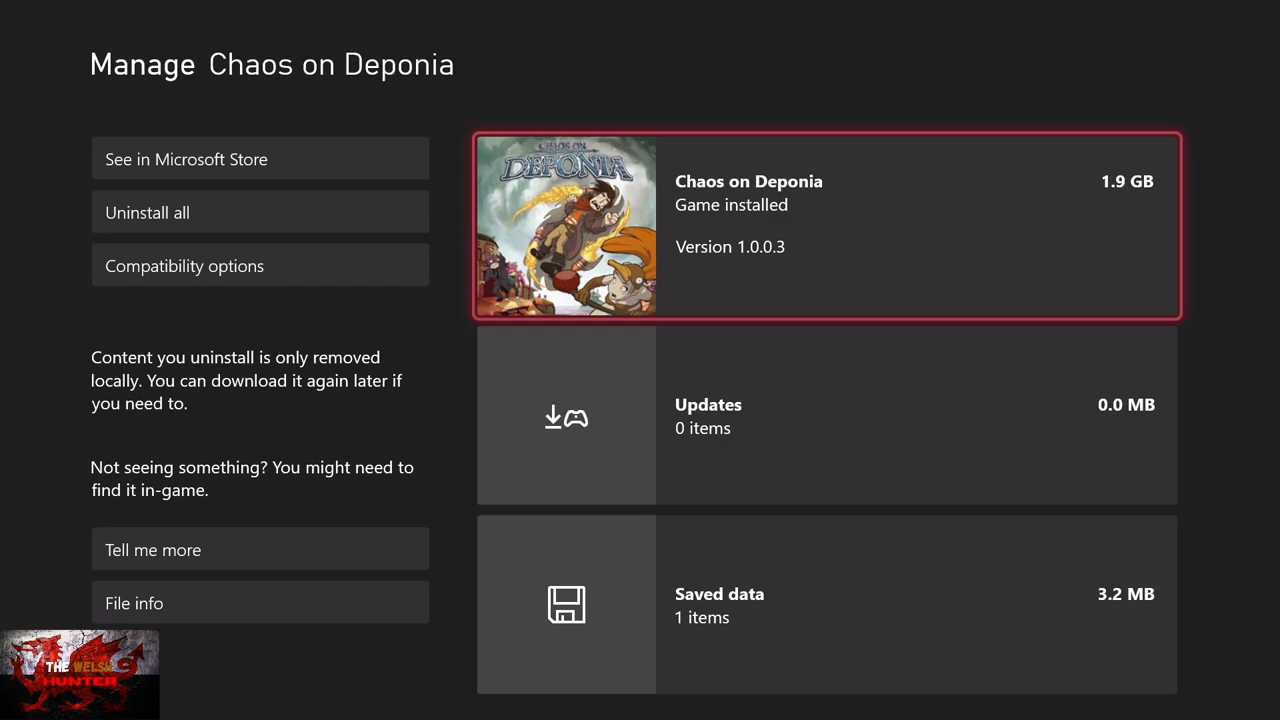 Manage Chaos on Deponia
See in Microsoft Store
Uninstall all
Compatibility options
Content you uninstall is only removed
locally. You can download it again later if
you need to.
Not seeing something? You might need to
find it in-game.
Tell me more
File info
THE WELSH
HUNTER
CHAOS ON
DEPONIA
Chaos on Deponia
1.9 GB
Game installed
Version 1.0.0.3
Updates
0.0 MB
0 items
Saved data
3.2 MB
1 items